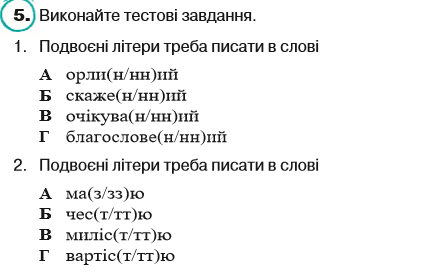 5. Виконайте тестові завдання.
1. Подвоєні літери треба писати в слові
А орли(н/нн)ий
Б скаже(н/нн)ий
В очікува(н/нн)ий
Г благослове(н/нн)ий
2. Подвоєні літери треба писати в слові
А ма(з/зз)ю
Б чес(т/тт)ю
В миліс(т/тт)ю
Г вартіс(т/тт)ю